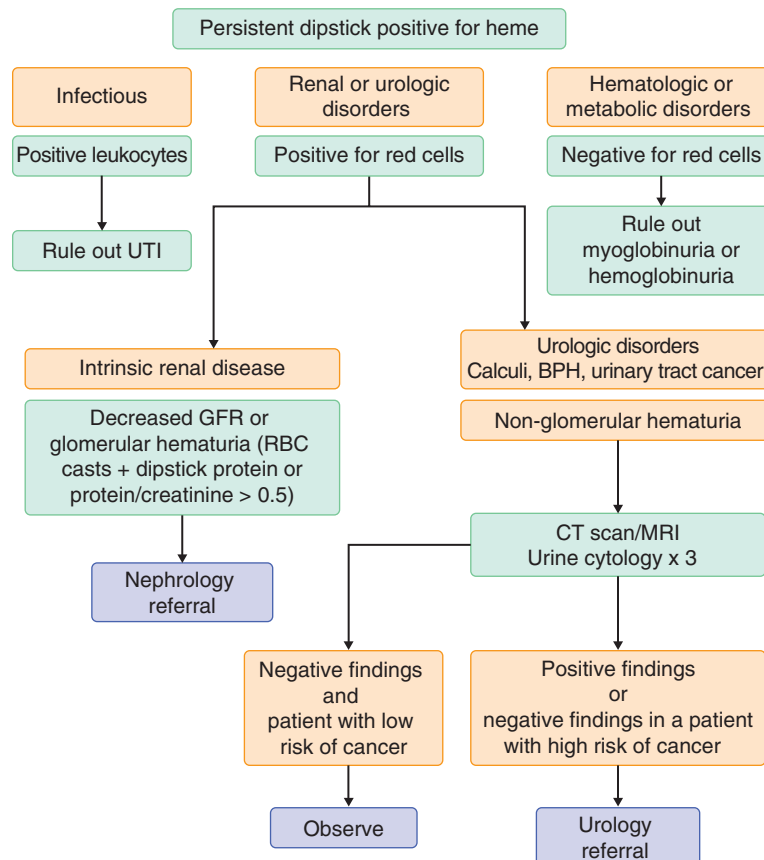 Persistent dipstick positive for heme
Infectious
Renal or urologic
disorders
Hematologic or
metabolic disorders
Positive leukocytes
Positive for red cells
Negative for red cells
Rule out UTI
Rule out
myoglobinuria or
hemoglobinuria
Intrinsic renal disease
Urologic disorders
Calculi, BPH, urinary tract cancer
Decreased GFR or
glomerular hematuria (RBC
casts + dipstick protein or
protein/creatinine > 0.5)
Non-glomerular hematuria
CT scan/MRI
Urine cytology x 3
Nephrology
referral
Negative findings
and
patient with low
risk of cancer
Positive findings
or
negative findings in a patient
with high risk of cancer
Observe
Urology
referral